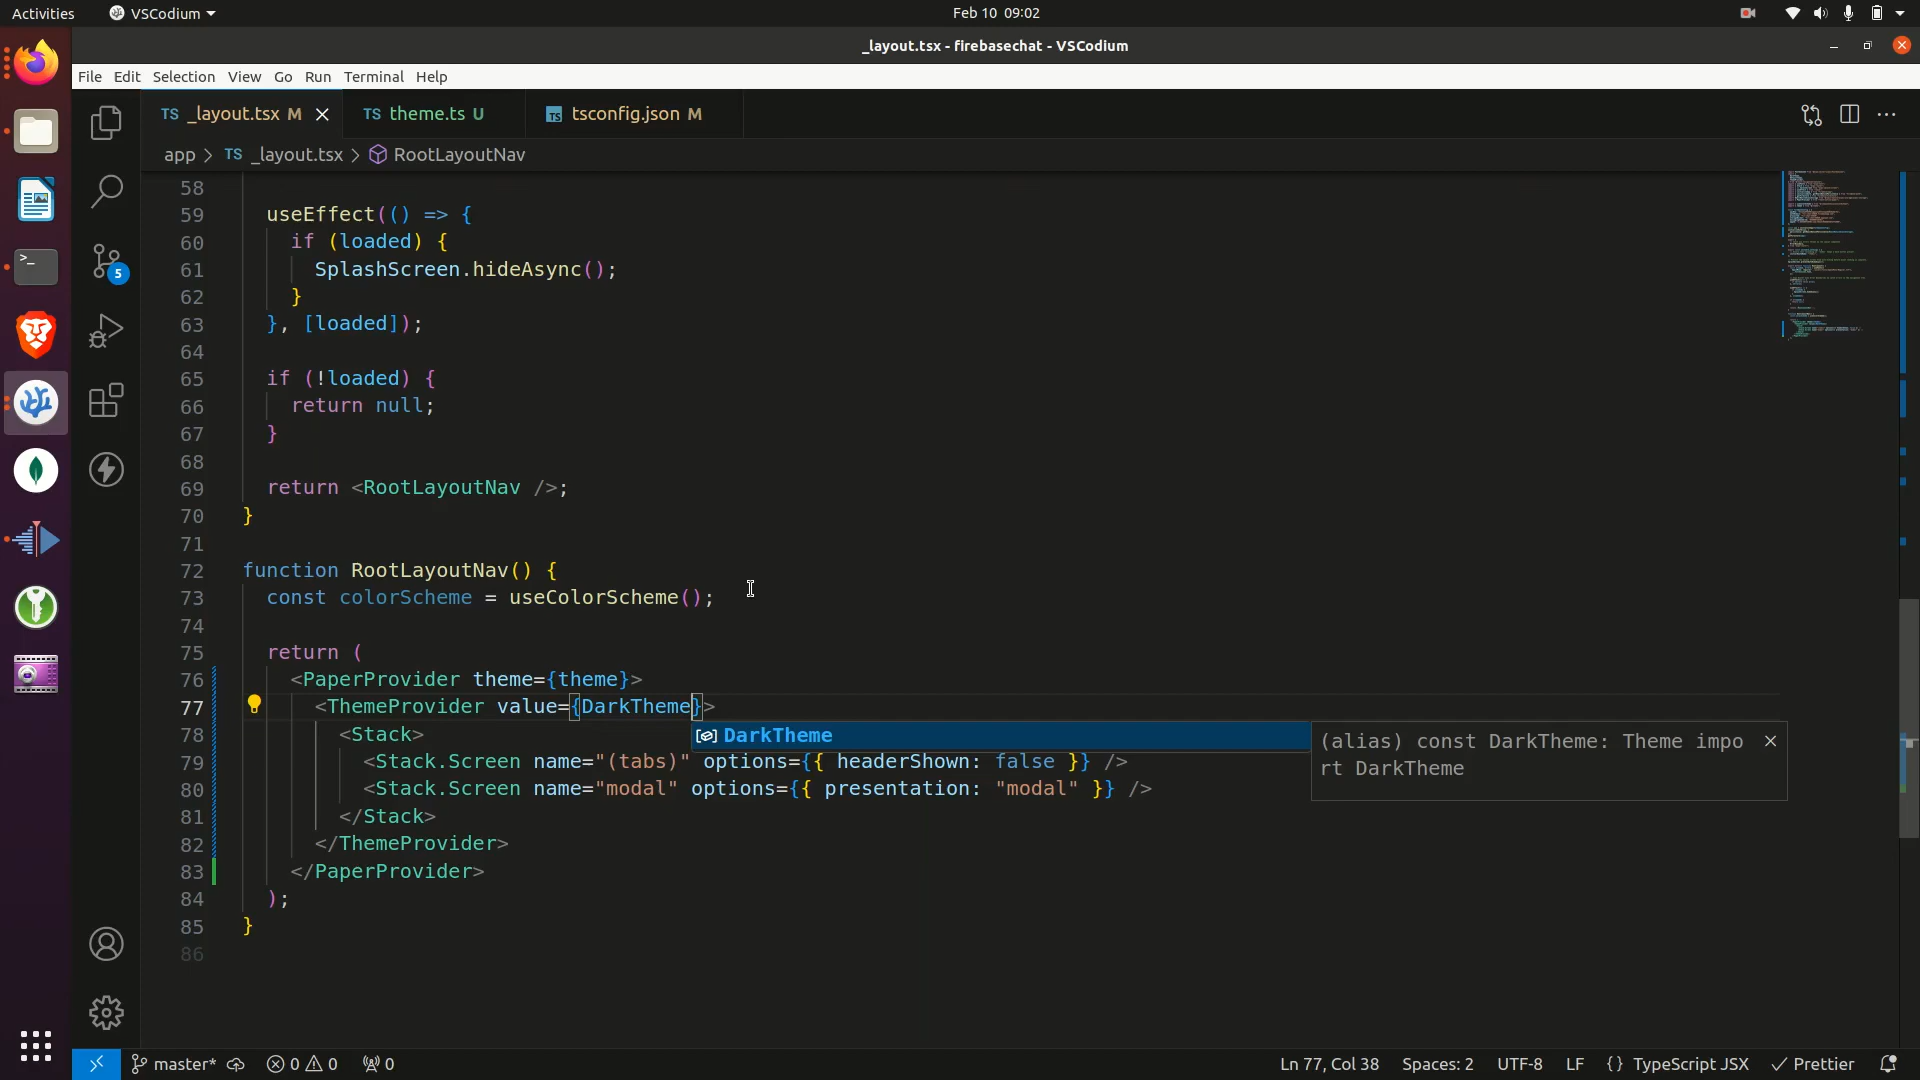 Activities VSCodium Feb 10 09:02
_layout.tsx - firebasechat - VSCodium
File Edit Selection View Go Run Terminal Help
TS _layout.tsx M TS theme.ts U TS tsconfig.json M
app > TS _layout.tsx > RootLayoutNav
58
59 useEffect(() => {
60 if (loaded) {
61 SplashScreen.hideAsync();
62 }
63 }, [loaded]);
64
65 if (!loaded) {
66 return null;
67 }
68
69 return <RootLayoutNav />;
70 }
71
72 function RootLayoutNav() {
73 const colorScheme = useColorScheme();
74
75 return (
76 <PaperProvider theme={theme}>
77 <ThemeProvider value={DarkTheme}>
78 <Stack>
DarkTheme
(alias) const DarkTheme: Theme impo
rt DarkTheme
79 <Stack.Screen name="(tabs)" options={{ headerShown: false }} />
80 <Stack.Screen name="modal" options={{ presentation: "modal" }} />
81 </Stack>
82 </ThemeProvider>
83 </PaperProvider>
84 );
85 }
86
5
master* 0 0 0 Ln 77, Col 38 Spaces: 2 UTF-8 LF {} TypeScript JSX Prettier